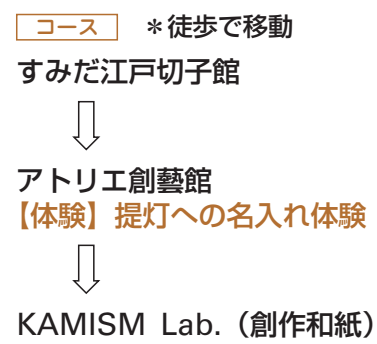 コース ＊徒歩で移動
すみだ江戸切子館
アトリエ創藝館
【体験】提灯への名入れ体験
KAMISM Lab.（創作和紙）